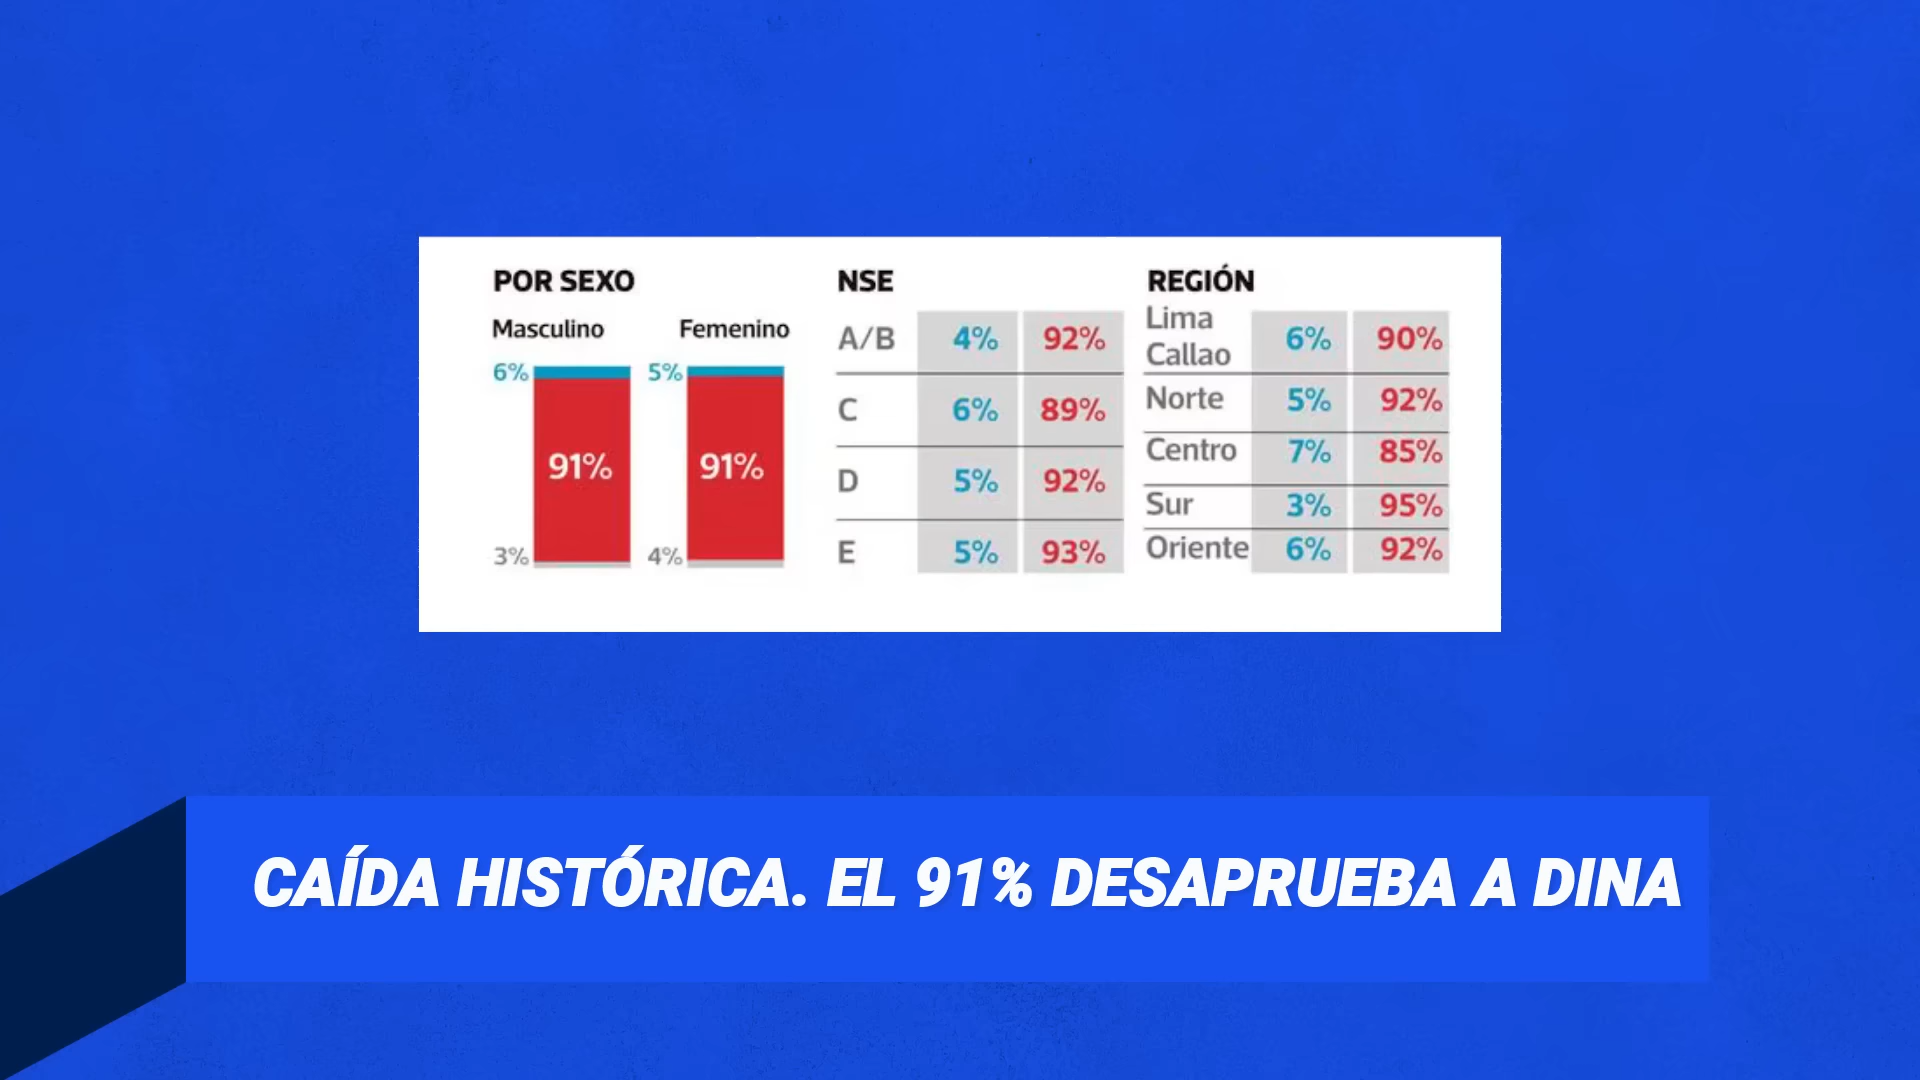 POR SEXO
Masculino Femenino
6% 5%
91% 91%
3% 4%
NSE
A/B 4% 92%
C 6% 89%
D 5% 92%
E 5% 93%
REGIÓN
Lima
Callao 6% 90%
Norte 5% 92%
Centro 7% 85%
Sur 3% 95%
Oriente 6% 92%
CAÍDA HISTÓRICA. EL 91% DESAPRUEBA A DINA